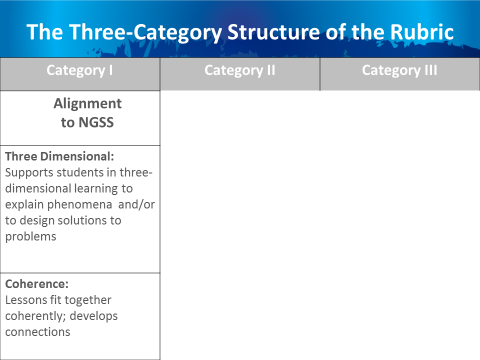 The Three-Category Structure of the Rubric
Category I
Category II
Category III
Alignment
to NGSS
Three Dimensional:
Supports students in three-
dimensional learning to
explain phenomena and/or
to design solutions to
problems
Coherence:
Lessons fit together
coherently; develops
connections